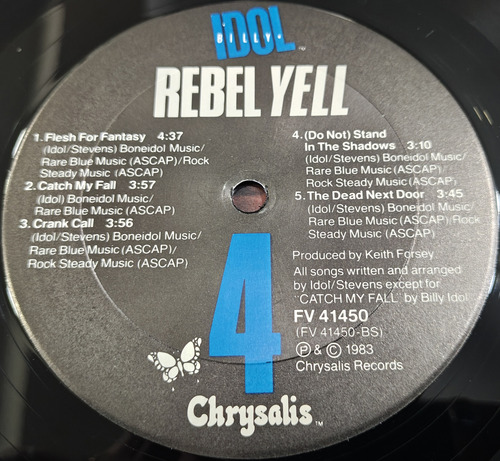 IDOL
BILLY
™
REBEL YELL
1. Flesh For Fantasy 4:37
(Idol/Stevens) Boneidol Music/
Rare Blue Music (ASCAP)/Rock
Steady Music (ASCAP)
2. Catch My Fall 3:57
(Idol) Boneidol Music/
Rare Blue Music (ASCAP)
3. Crank Call 3:56
(Idol/Stevens) Boneidol Music/
Rare Blue Music (ASCAP)/
Rock Steady Music (ASCAP)
4. (Do Not) Stand
In The Shadows 3:10
(Idol/Stevens) Boneidol Music/
Rare Blue Music (ASCAP)/
Rock Steady Music (ASCAP)
5. The Dead Next Door 3:45
(Idol/Stevens) Boneidol Music/
Rare Blue Music (ASCAP)/Rock
Steady Music (ASCAP)
Produced by Keith Forsey
All songs written and arranged
by Idol/Stevens except for
"CATCH MY FALL" by Billy Idol
FV 41450
(FV 41450-BS)
Ⓟ & © 1983
Chrysalis Records
4
Chrysalis™